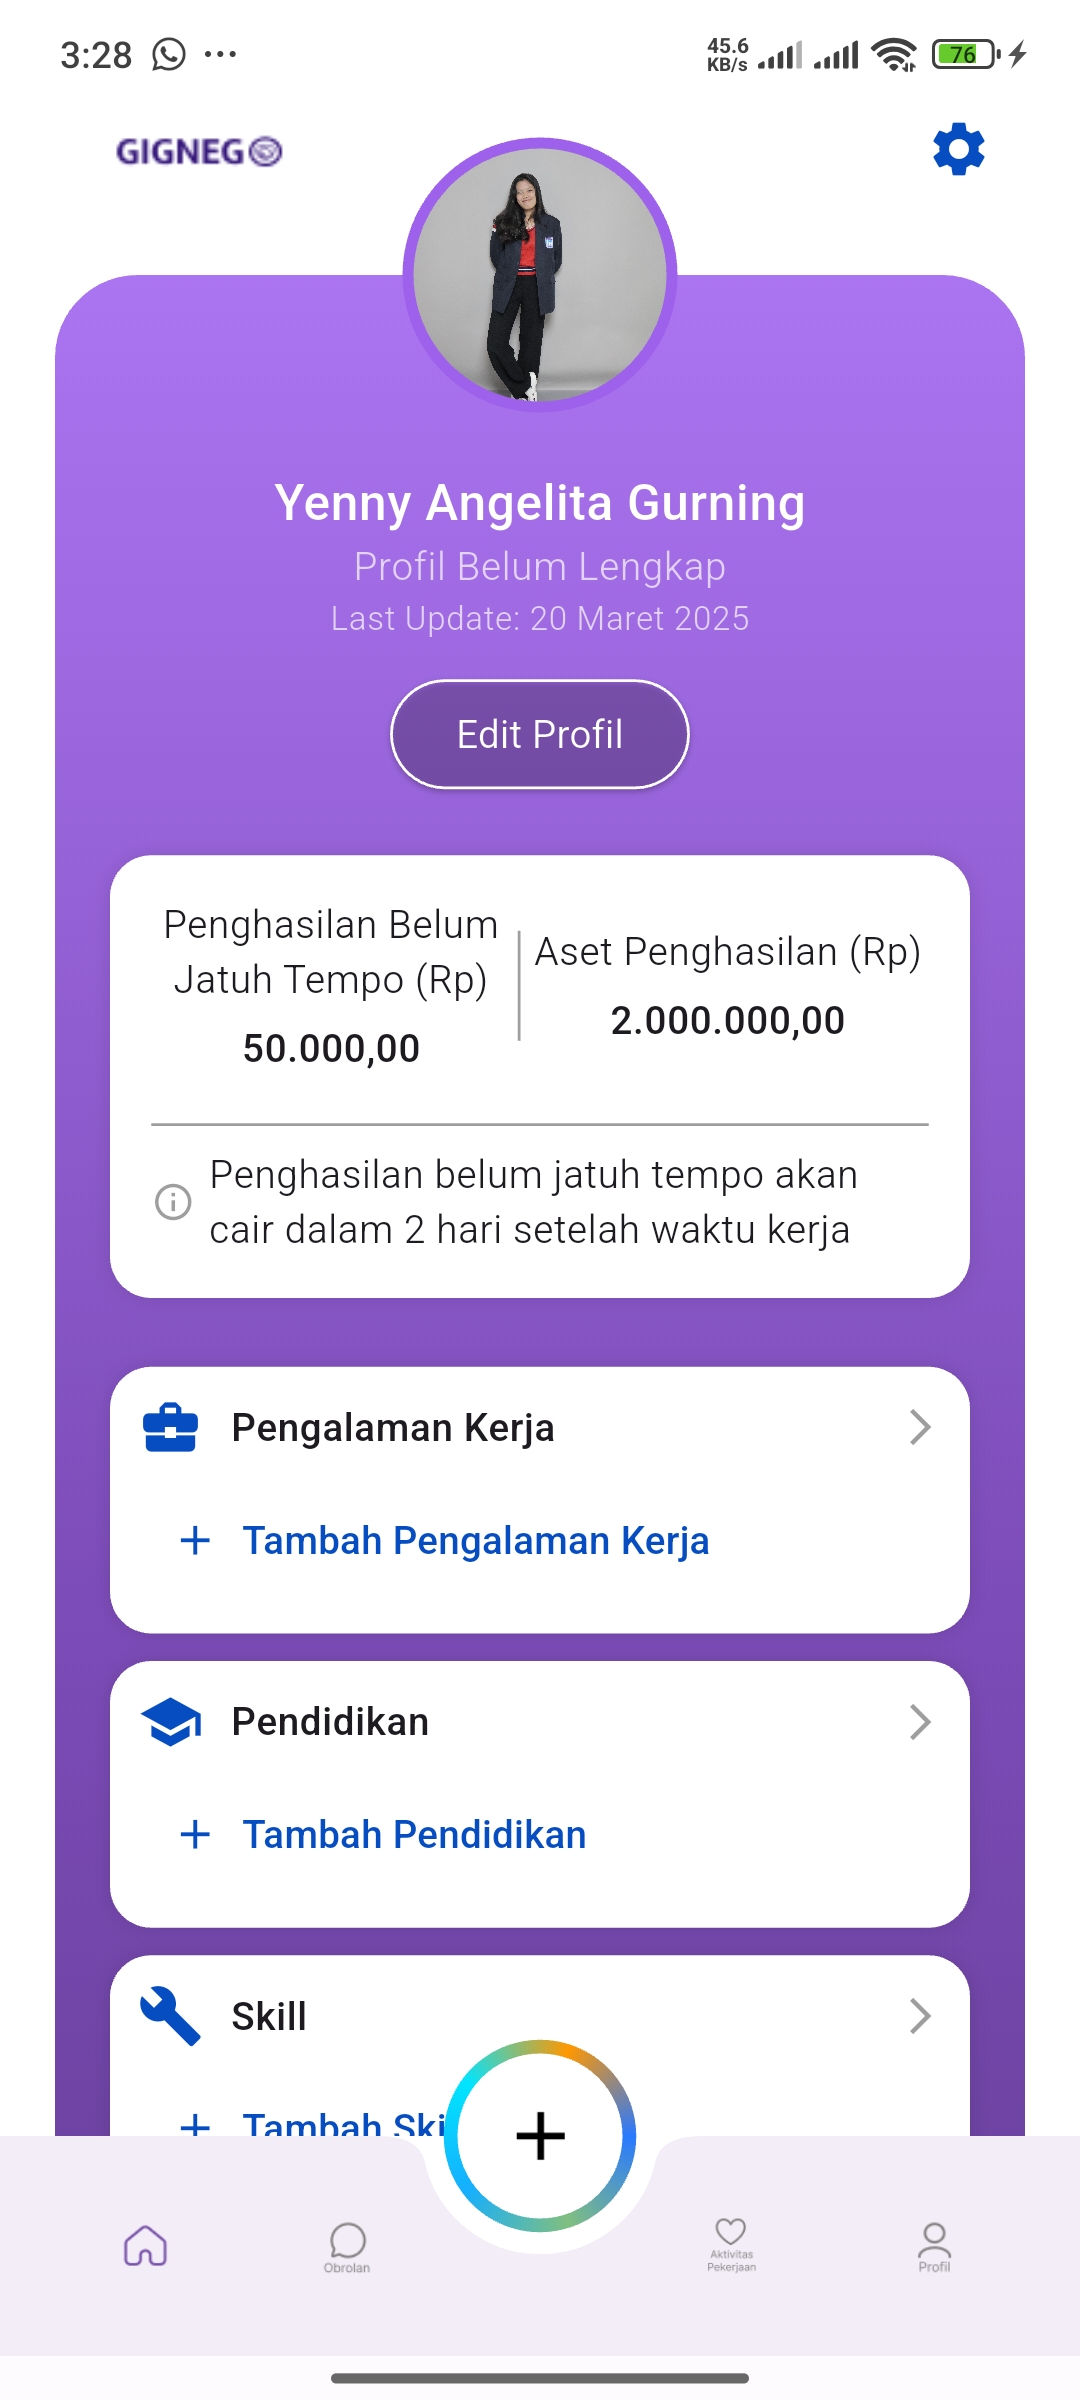 3:28
45.6
KB/s
76
GIGNEGO
Yenny Angelita Gurning
Profil Belum Lengkap
Last Update: 20 Maret 2025
Edit Profil
Penghasilan Belum
Jatuh Tempo (Rp)
50.000,00
Aset Penghasilan (Rp)
2.000.000,00
Penghasilan belum jatuh tempo akan
cair dalam 2 hari setelah waktu kerja
Pengalaman Kerja
+ Tambah Pengalaman Kerja
Pendidikan
+ Tambah Pendidikan
Skill
+ Tambah Ski
Obrolan
Aktivitas
Pekerjaan
Profil